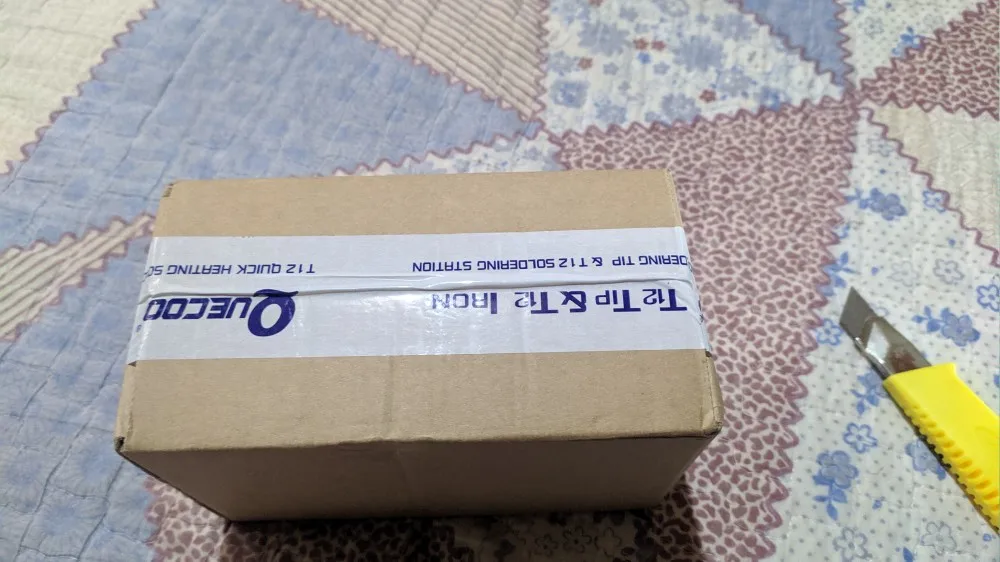 T12 TIP & T12 IRON QUECOO ®
DERING TIP & T12 SOLDERING STATION T12 QUICK HEATING SO